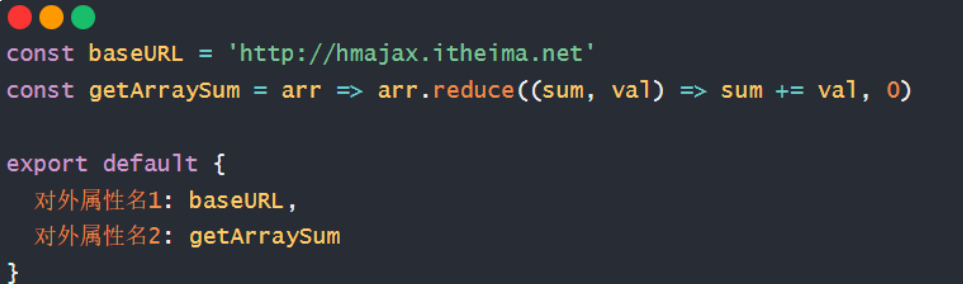 const baseURL = 'http://hmajax.itheima.net'
const getArraySum = arr => arr.reduce((sum, val) => sum += val, 0)
export default {
对外属性名1: baseURL,
对外属性名2: getArraySum
}